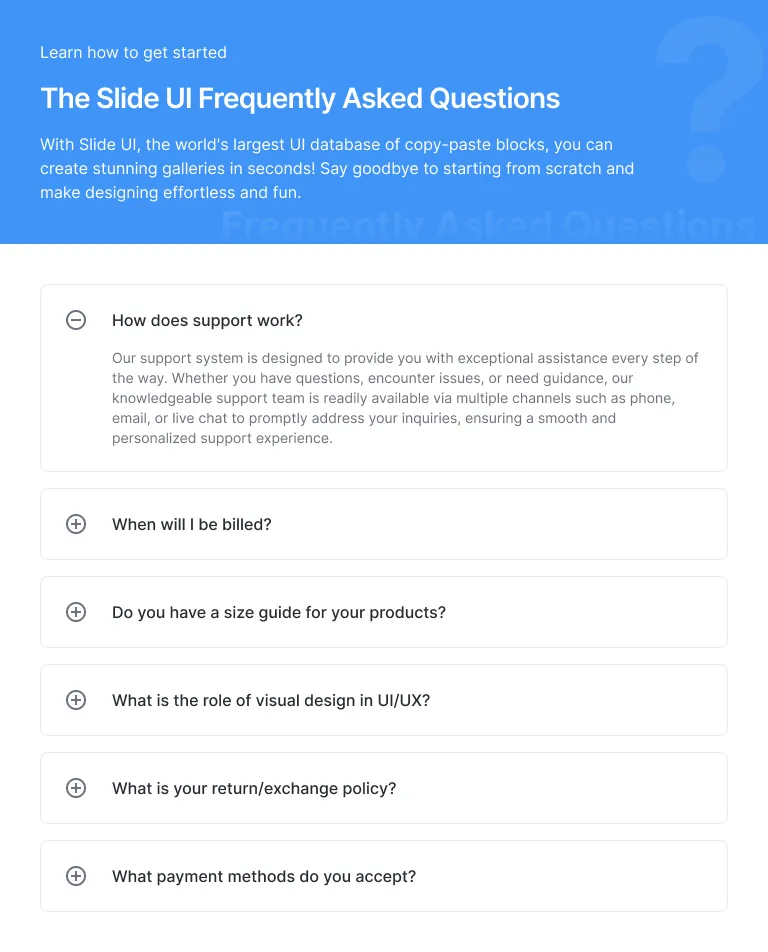 Learn how to get started
The Slide UI Frequently Asked Questions
With Slide UI, the world's largest UI database of copy-paste blocks, you can
create stunning galleries in seconds! Say goodbye to starting from scratch and
make designing effortless and fun.
?
Frequently Asked Questions
How does support work?
Our support system is designed to provide you with exceptional assistance every step of
the way. Whether you have questions, encounter issues, or need guidance, our
knowledgeable support team is readily available via multiple channels such as phone,
email, or live chat to promptly address your inquiries, ensuring a smooth and
personalized support experience.
When will I be billed?
Do you have a size guide for your products?
What is the role of visual design in UI/UX?
What is your return/exchange policy?
What payment methods do you accept?